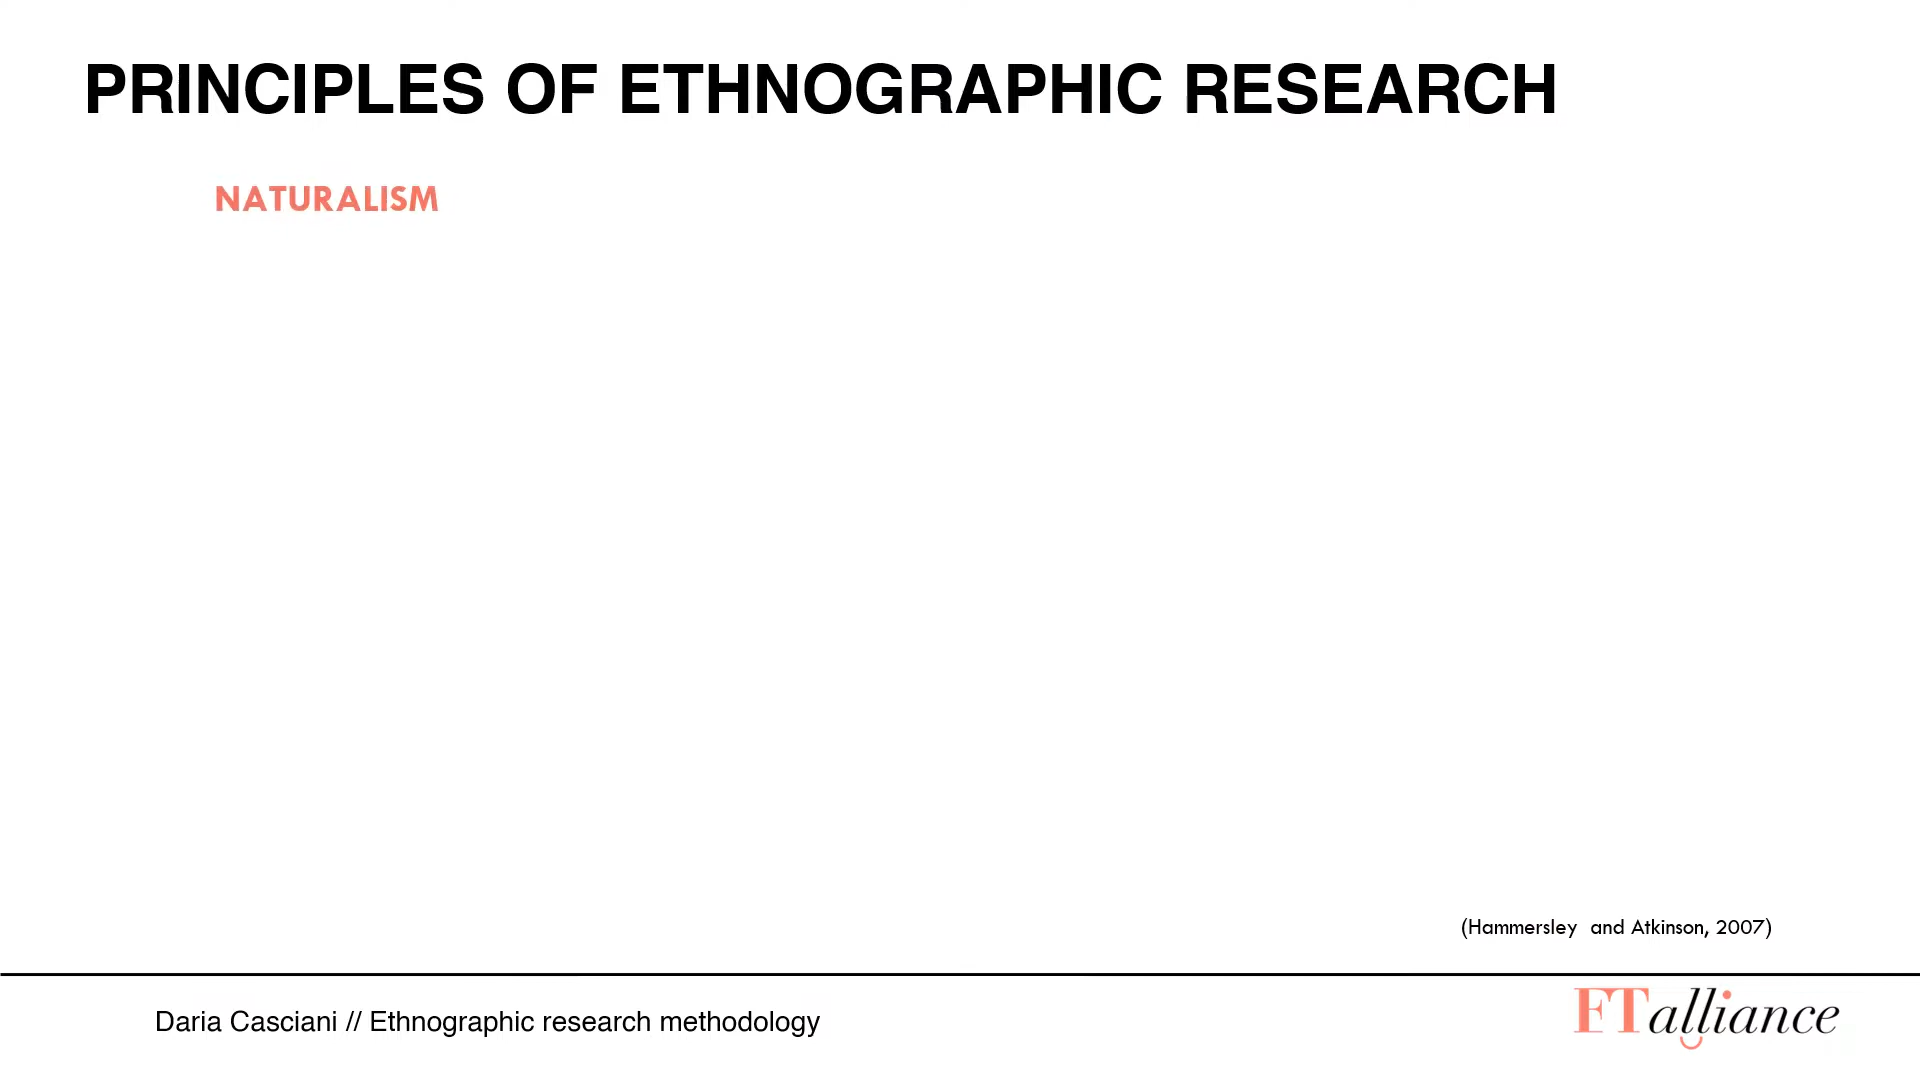 PRINCIPLES OF ETHNOGRAPHIC RESEARCH
NATURALISM
(Hammersley  and Atkinson, 2007)
Daria Casciani // Ethnographic research methodology
FTalliance